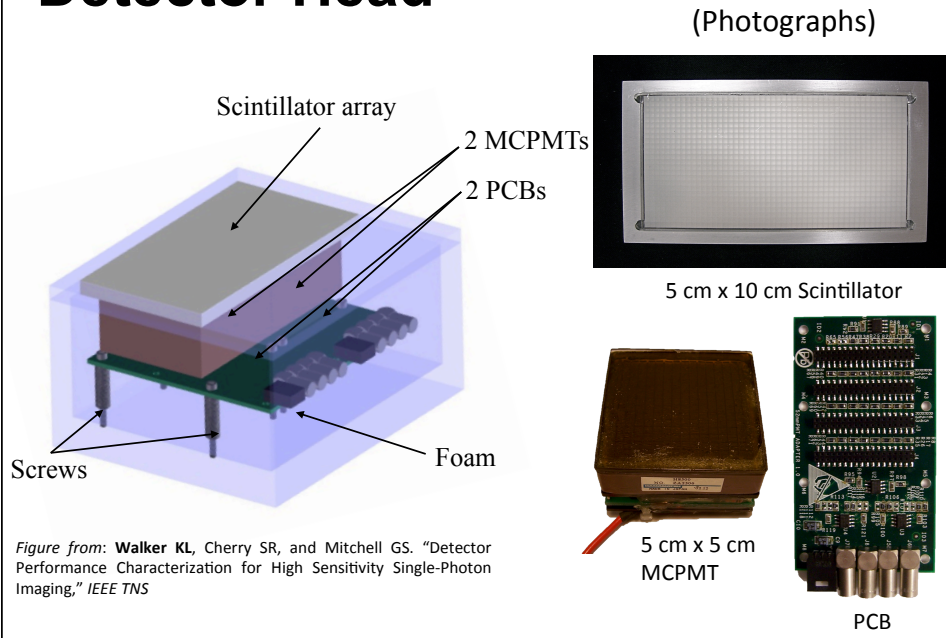 Detector Head
(Photographs)
Scintillator array
2 MCPMTs
2 PCBs
Screws
Foam
Figure from: Walker KL, Cherry SR, and Mitchell GS. “Detector
Performance Characterization for High Sensitivity Single-Photon
Imaging,” IEEE TNS
5 cm x 10 cm Scintillator
5 cm x 5 cm
MCPMT
PCB